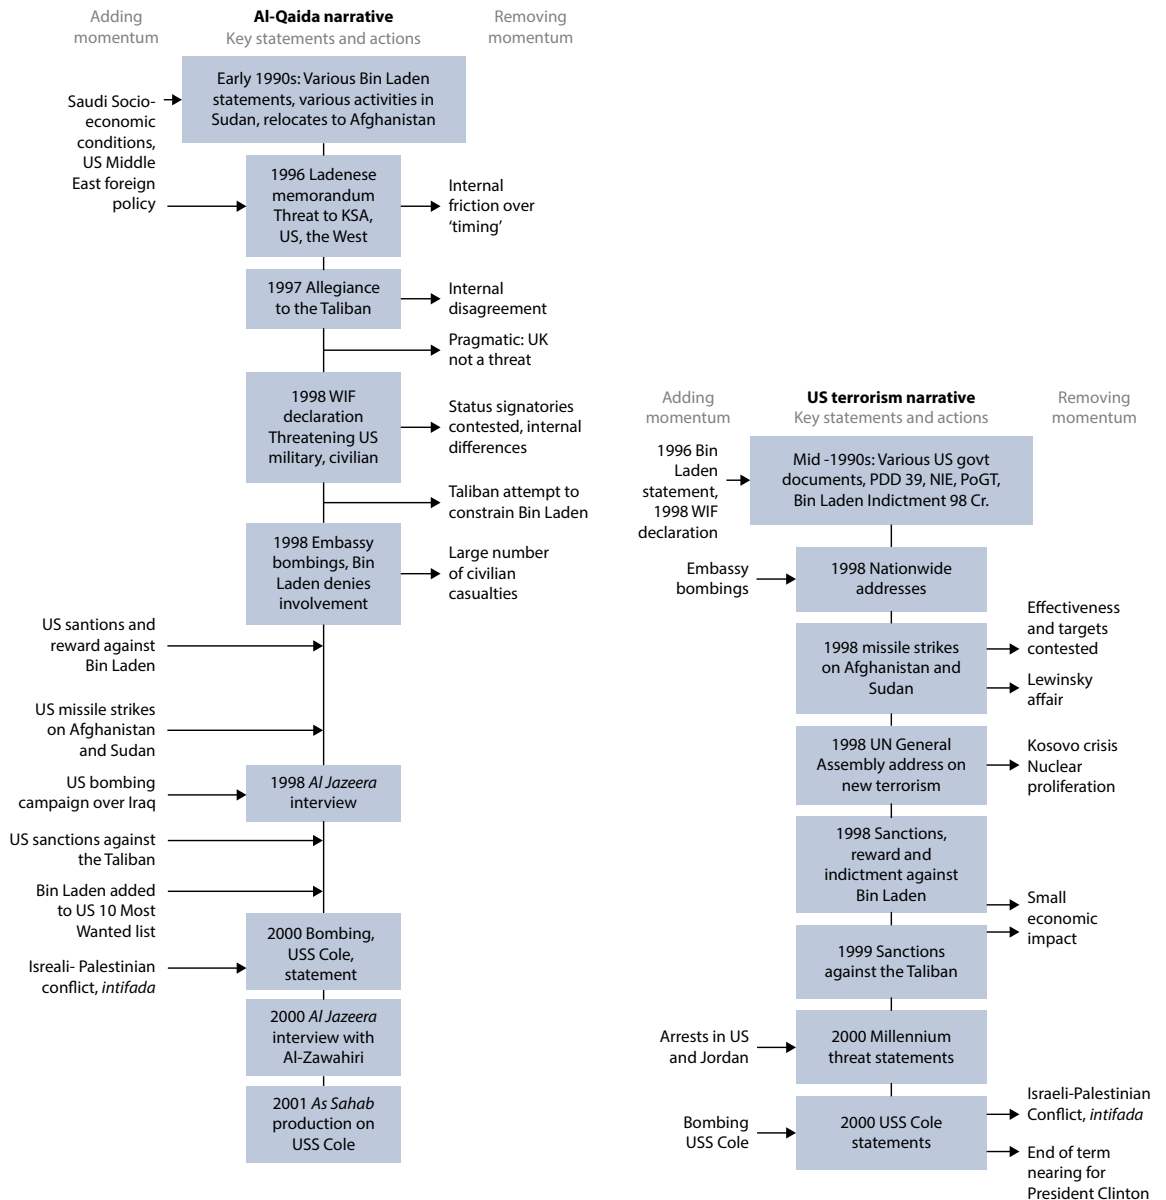 Adding
momentum
Al-Qaida narrative
Key statements and actions
Removing
momentum
Early 1990s: Various Bin Laden
statements, various activities in
Sudan, relocates to Afghanistan
Saudi Socio-
economic
conditions,
US Middle
East foreign
policy
1996 Ladenese
memorandum
Threat to KSA,
US, the West
Internal
friction over
‘timing’
1997 Allegiance
to the Taliban
Internal
disagreement
Pragmatic: UK
not a threat
1998 WIF
declaration
Threatening US
military, civilian
Status signatories
contested, internal
differences
Taliban attempt to
constrain Bin Laden
1998 Embassy
bombings, Bin
Laden denies
involvement
Large number
of civilian
casualties
US santions and
reward against
Bin Laden
US missile strikes
on Afghanistan
and Sudan
US bombing
campaign over Iraq
1998 Al Jazeera
interview
US sanctions against
the Taliban
Bin Laden added
to US 10 Most
Wanted list
2000 Bombing,
USS Cole,
statement
Isreali- Palestinian
conflict, intifada
2000 Al Jazeera
interview with
Al-Zawahiri
2001 As Sahab
production on
USS Cole
Adding
momentum
US terrorism narrative
Key statements and actions
Removing
momentum
1996 Bin
Laden
statement,
1998 WIF
declaration
Mid -1990s: Various US govt
documents, PDD 39, NIE, PoGT,
Bin Laden Indictment 98 Cr.
Embassy
bombings
1998 Nationwide
addresses
1998 missile strikes
on Afghanistan and
Sudan
Effectiveness
and targets
contested
Lewinsky
affair
1998 UN General
Assembly address on
new terrorism
Kosovo crisis
Nuclear
proliferation
1998 Sanctions,
reward and
indictment against
Bin Laden
Small
economic
impact
1999 Sanctions
against the Taliban
Arrests in US
and Jordan
2000 Millennium
threat statements
Bombing
USS Cole
2000 USS Cole
statements
Israeli-Palestinian
Conflict, intifada
End of term
nearing for
President Clinton